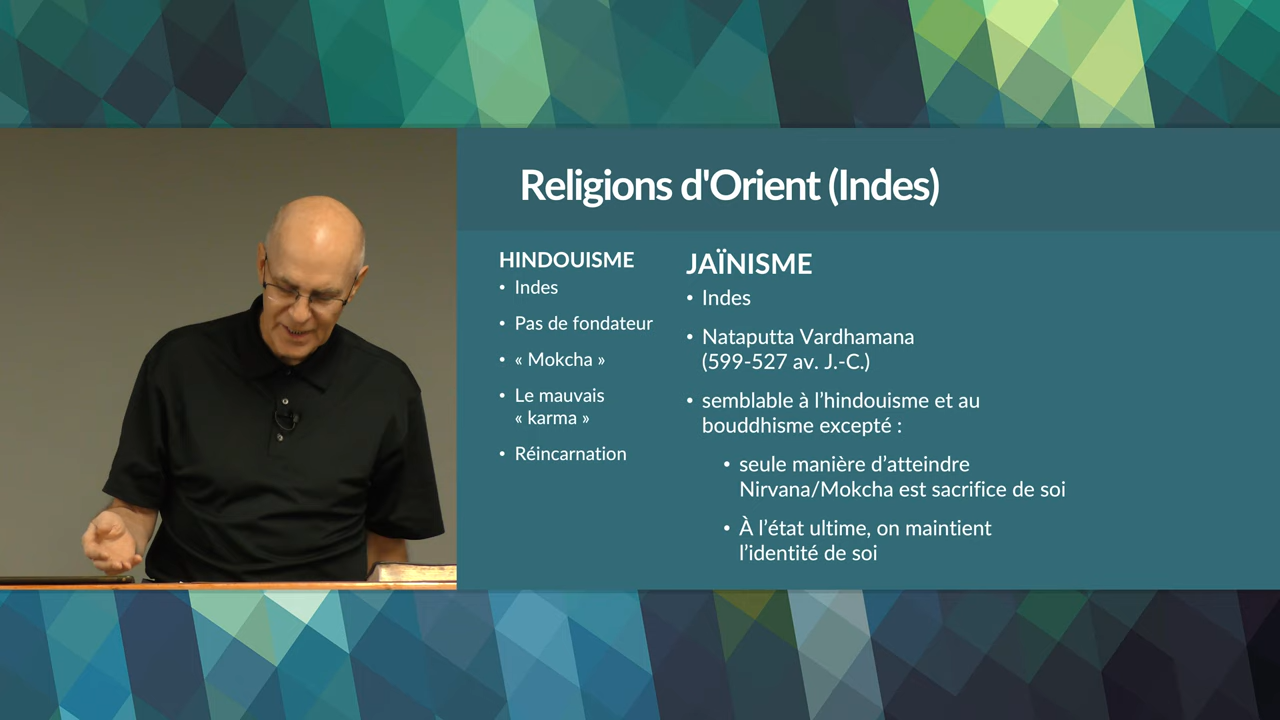 Religions d'Orient (Indes)
HINDOUISME
• Indes
• Pas de fondateur
• « Mokcha »
• Le mauvais
« karma »
• Réincarnation
JAÏNISME
• Indes
• Nataputta Vardhamana
(599-527 av. J.-C.)
• semblable à l’hindouisme et au
bouddhisme excepté :
• seule manière d’atteindre
Nirvana/Mokcha est sacrifice de soi
• À l’état ultime, on maintient
l’identité de soi